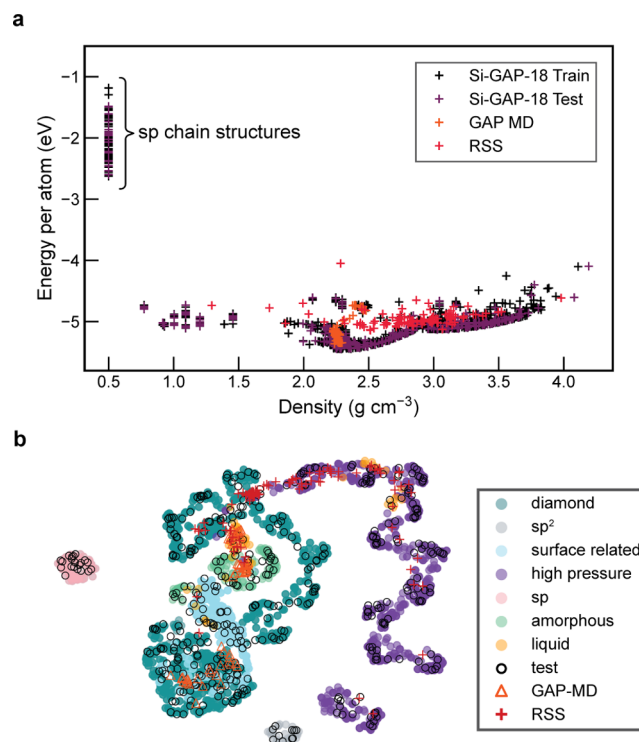 a
Energy per atom (eV)
−1
−2
−4
−5
sp chain structures
+ Si-GAP-18 Train
+ Si-GAP-18 Test
+ GAP MD
+ RSS
0.5 1.0 1.5 2.0 2.5 3.0 3.5 4.0
Density (g cm⁻³)
b
diamond
sp²
surface related
high pressure
sp
amorphous
liquid
test
GAP-MD
RSS